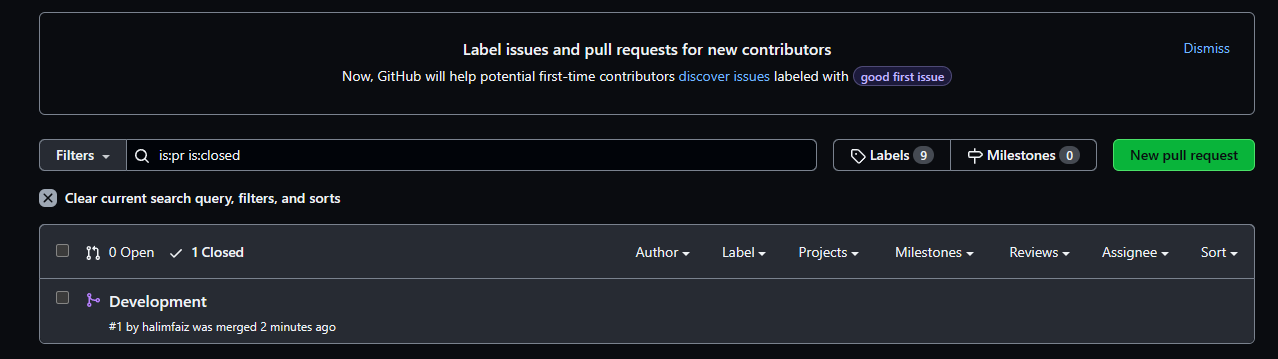 Label issues and pull requests for new contributors
Dismiss
Now, GitHub will help potential first-time contributors discover issues labeled with good first issue
Filters
is:pr is:closed
Labels 9
Milestones 0
New pull request
Clear current search query, filters, and sorts
0 Open
1 Closed
Author
Label
Projects
Milestones
Reviews
Assignee
Sort
Development
#1 by halimfaiz was merged 2 minutes ago